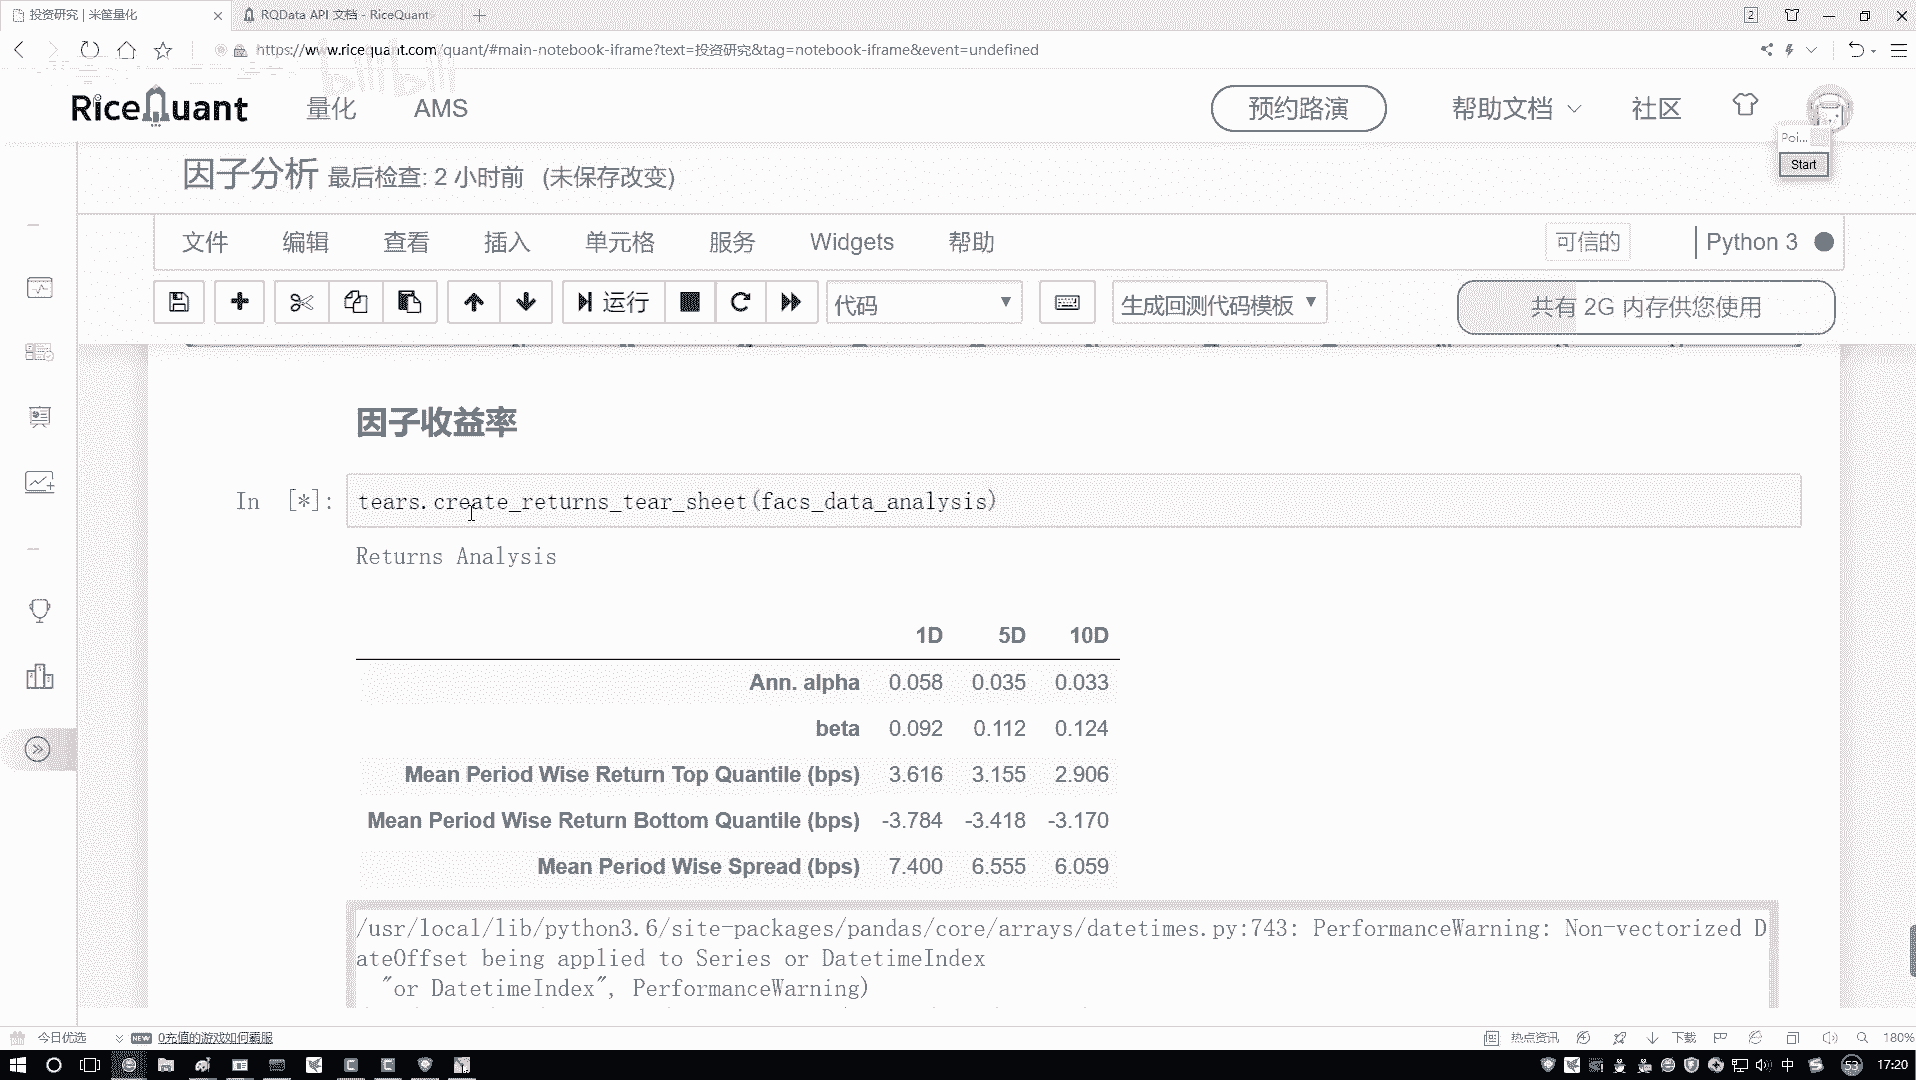 投资研究 | 米筐量化
RQData API 文档 - RiceQuant
2
https://www.ricequant.com/quant/#main-notebook-iframe?text=投资研究&tag=notebook-iframe&event=undefined
bilibili
RiceQuant 量化 AMS 预约路演 帮助文档 社区
Poi...
Start
因子分析 最后检查: 2 小时前 (未保存改变)
文件 编辑 查看 插入 单元格 服务 Widgets 帮助 可信的 Python 3
运行 代码 生成回测代码模板 共有 2G 内存供您使用
因子收益率
In [*]: tears.create_returns_tear_sheet(facs_data_analysis)
Returns Analysis
1D 5D 10D
Ann. alpha 0.058 0.035 0.033
beta 0.092 0.112 0.124
Mean Period Wise Return Top Quantile (bps) 3.616 3.155 2.906
Mean Period Wise Return Bottom Quantile (bps) -3.784 -3.418 -3.170
Mean Period Wise Spread (bps) 7.400 6.555 6.059
/usr/local/lib/python3.6/site-packages/pandas/core/arrays/datetimes.py:743: PerformanceWarning: Non-vectorized D
ateOffset being applied to Series or DatetimeIndex
"or DatetimeIndex", PerformanceWarning)
今日优选 NEW 0充值的游戏如何霸服 热点资讯 下载 180%
中 53 17:20